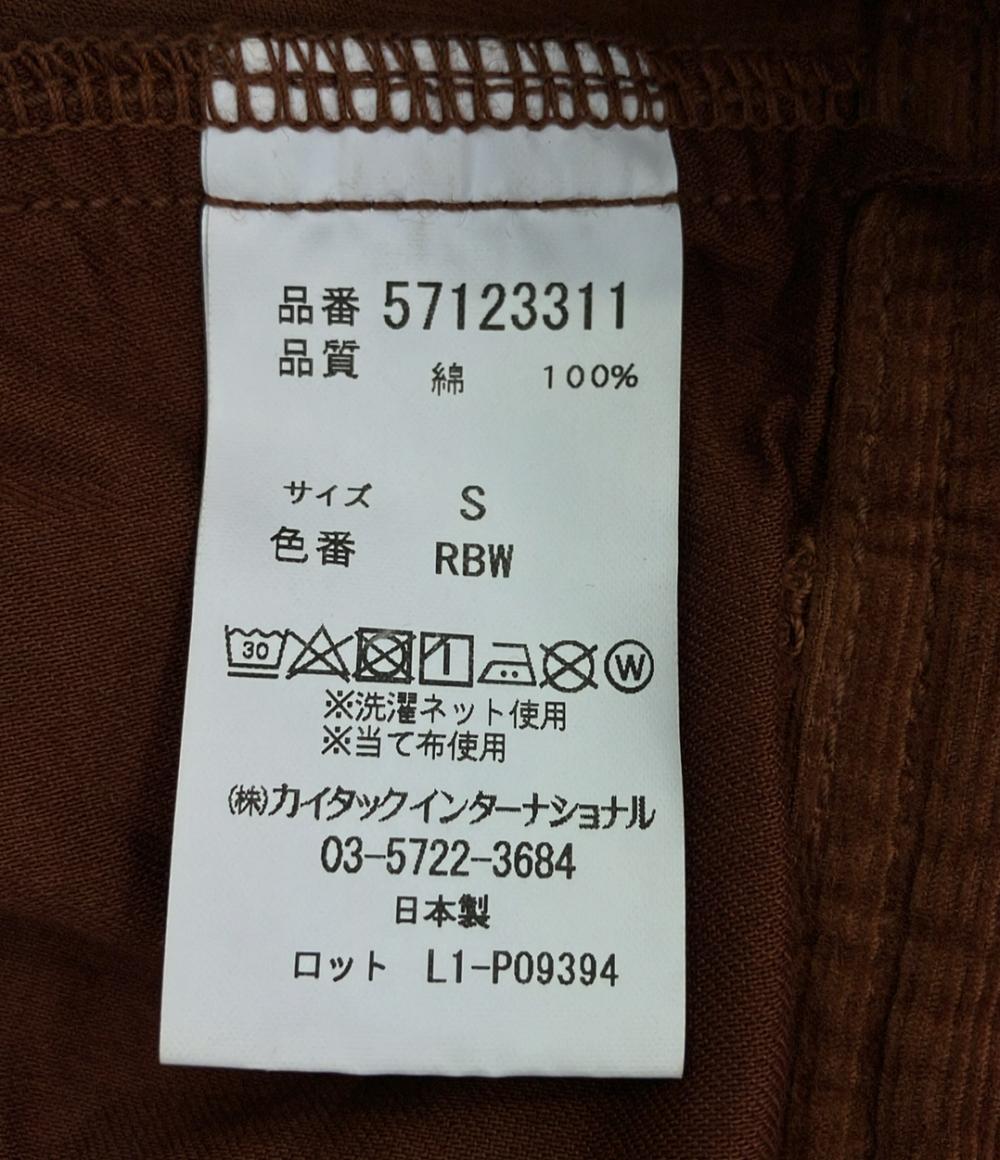 品番 57123311
品質 綿 100%
サイズ S
色番 RBW
30 W
※洗濯ネット使用
※当て布使用
㈱カイタックインターナショナル
03-5722-3684
日本製
ロット L1-P09394